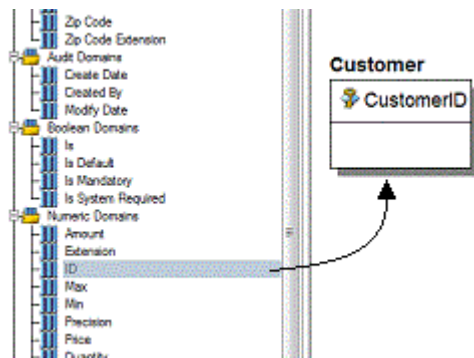 Zip Code
Zip Code Extension
Audit Domains
Create Date
Created By
Modify Date
Boolean Domains
Is
Is Default
Is Mandatory
Is System Required
Numeric Domains
Amount
Extension
ID
Max
Min
Precision
Price
Quantity
Customer
CustomerID